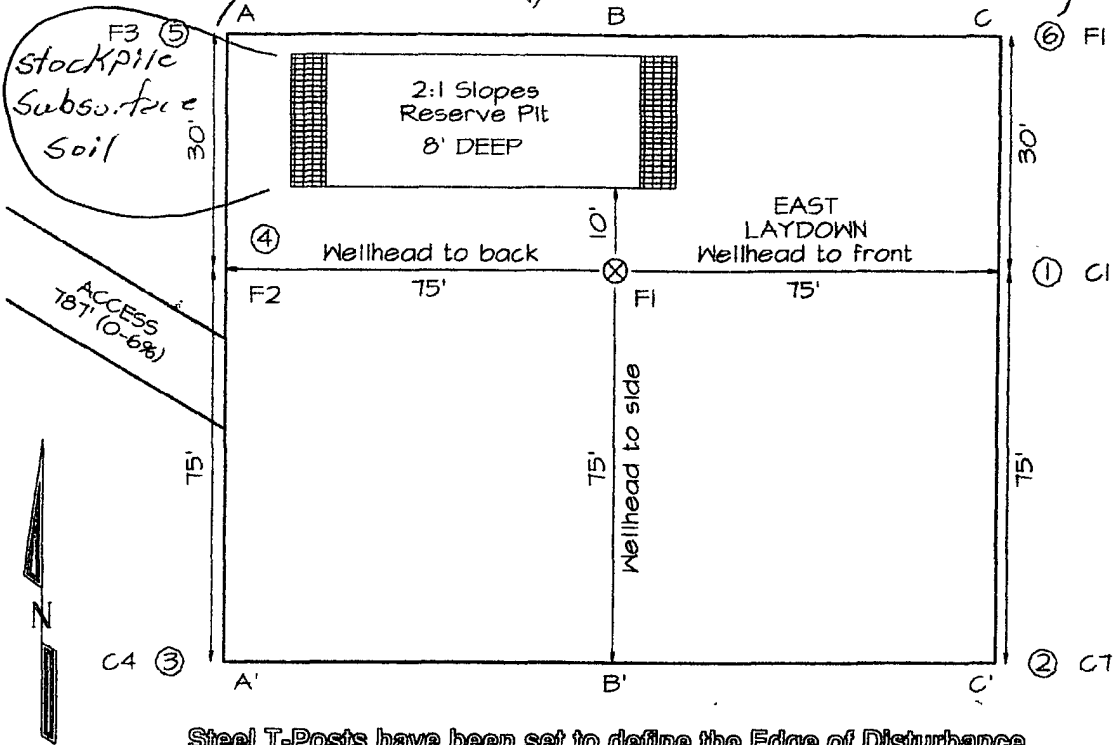 A B C
F3 ⑤
⑥ F1
stockpile
Subsurface
Soil
30'
2:1 Slopes
Reserve Pit
8' DEEP
30'
10'
EAST
LAYDOWN
④
Wellhead to back
Wellhead to front
① C1
F2
75'
F1
75'
ACCESS
787' (0-6%)
75'
75'
Wellhead to side
75'
N
C4 ③
② C7
A' B' C'
Steel T-Posts have been set to define the Edge of Disturbance